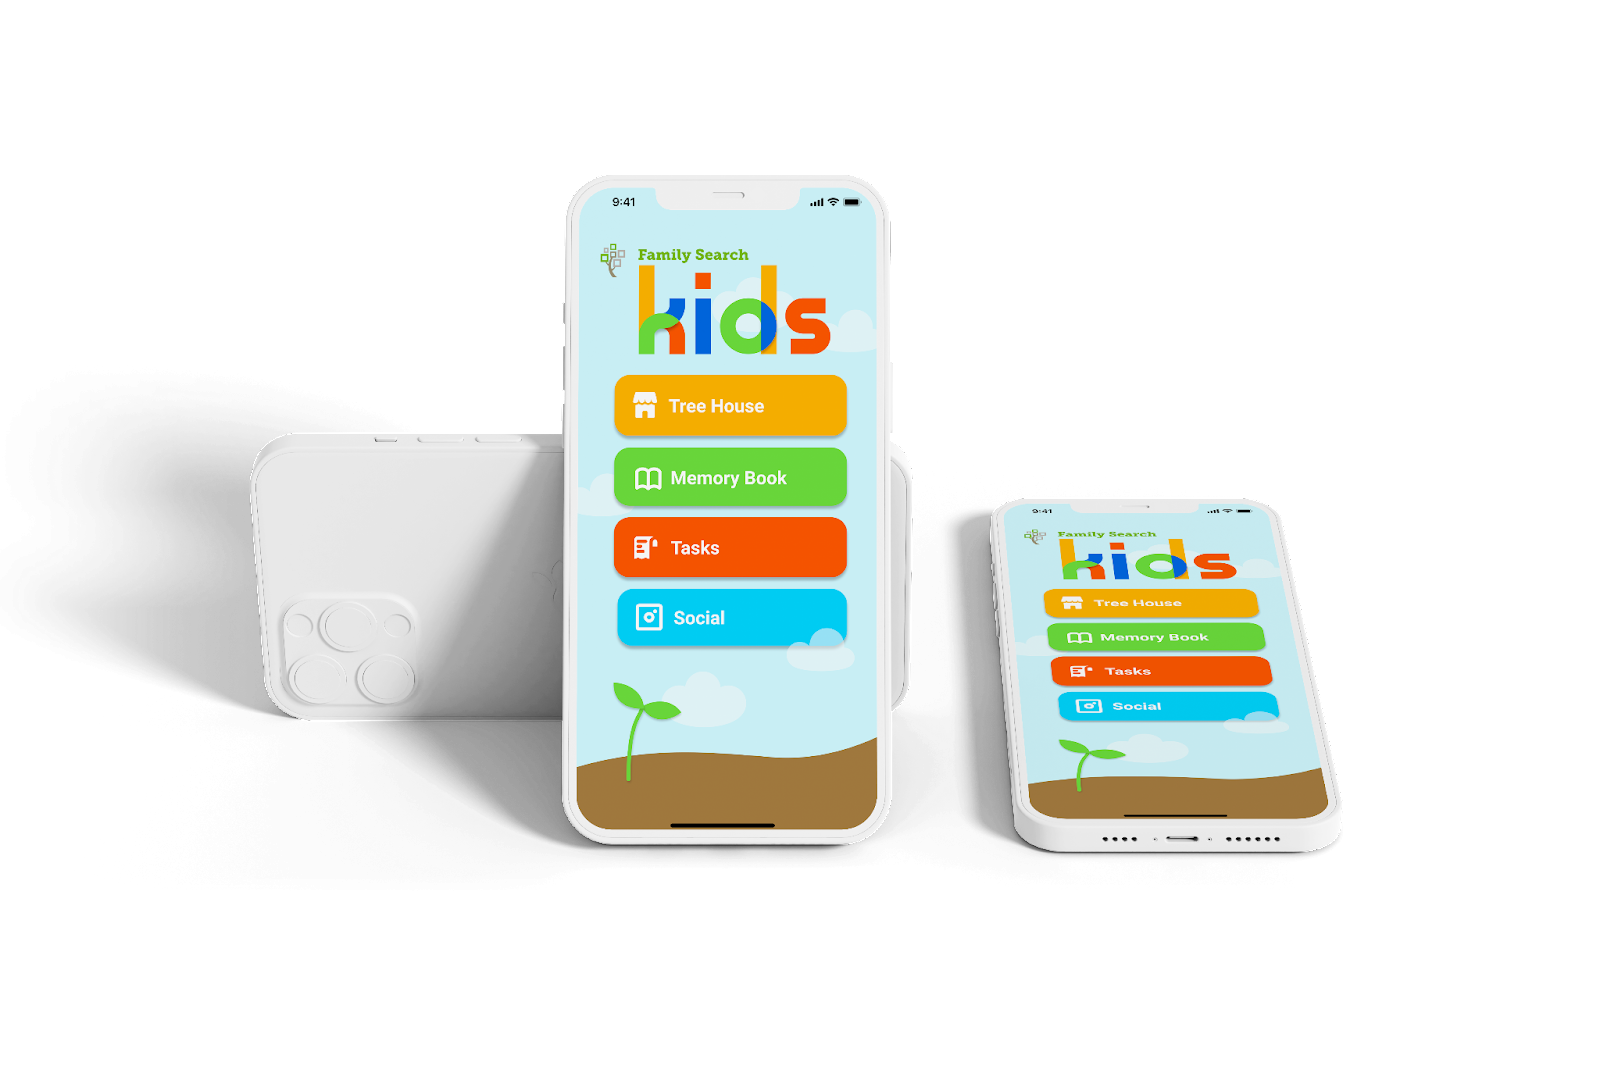 9:41
Family Search
kids
Tree House
Memory Book
Tasks
Social
9:41
Family Search
kids
Tree House
Memory Book
Tasks
Social